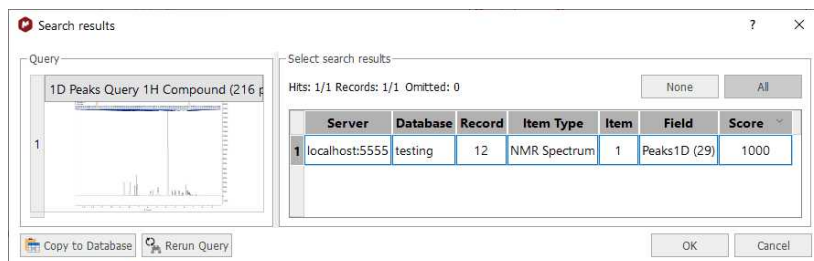 Search results
?
Query
Select search results
1D Peaks Query 1H Compound (216 p
Hits: 1/1 Records: 1/1 Omitted: 0
None
All
Server Database Record Item Type Item Field Score
1
1 localhost:5555 testing 12 NMR Spectrum 1 Peaks1D (29) 1000
Copy to Database
Rerun Query
OK
Cancel